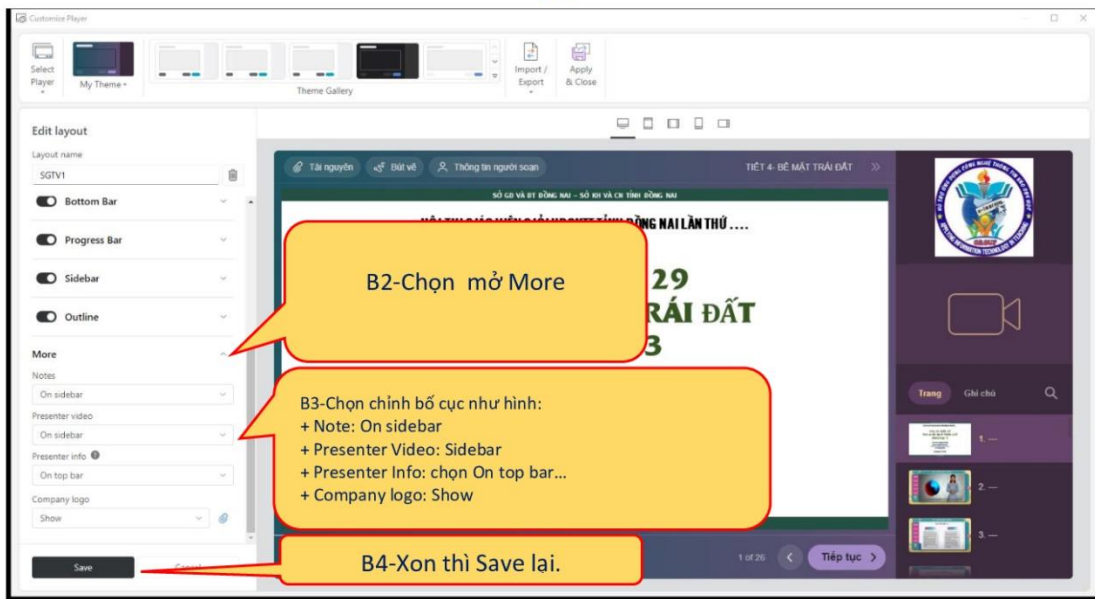 Customize Player
Select
Player
My Theme
Theme Gallery
Import /
Export
Apply
& Close
Edit layout
Layout name
SGTV1
Bottom Bar
Progress Bar
Sidebar
Outline
More
Notes
On sidebar
Presenter video
On sidebar
Presenter info
On top bar
Company logo
Show
Save
Tài nguyên
Bút vẽ
Thông tin người soạn
TIẾT 4- BỀ MẶT TRÁI ĐẤT
SỞ GD VÀ ĐT ĐỒNG NAI – SỞ KH VÀ CN TỈNH ĐỒNG NAI
ĐỒNG NAI LẦN THỨ ....
29
TRÁI ĐẤT
3
B2-Chọn mở More
B3-Chọn chỉnh bố cục như hình:
+ Note: On sidebar
+ Presenter Video: Sidebar
+ Presenter Info: chọn On top bar...
+ Company logo: Show
B4-Xon thì Save lại.
Trang
Ghi chú
1. —
2. —
3. —
1 of 26
Tiếp tục